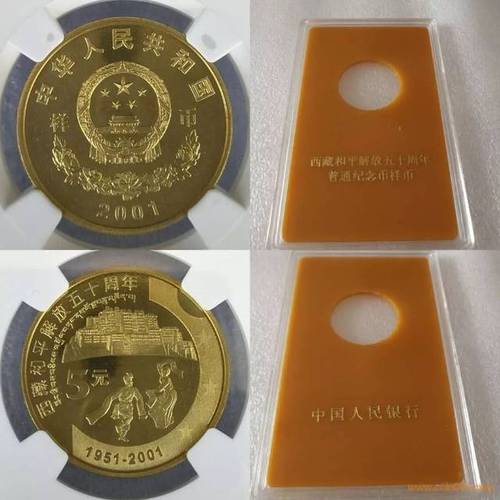 中华人民共和国
样币
2001
西藏和平解放五十周年
普通纪念币样币
西藏和平解放五十周年
5元
1951-2001
中国人民银行